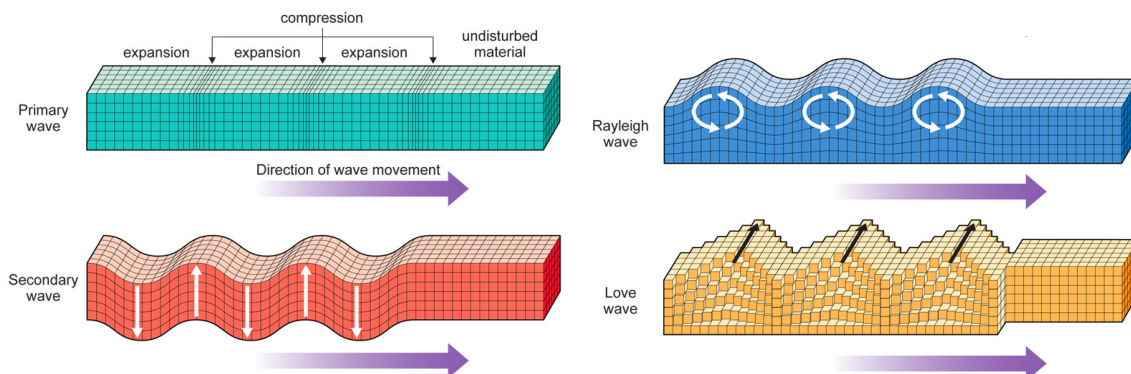 compression
expansion expansion expansion undisturbed material
Primary wave
Direction of wave movement
Secondary wave
Rayleigh wave
Love wave